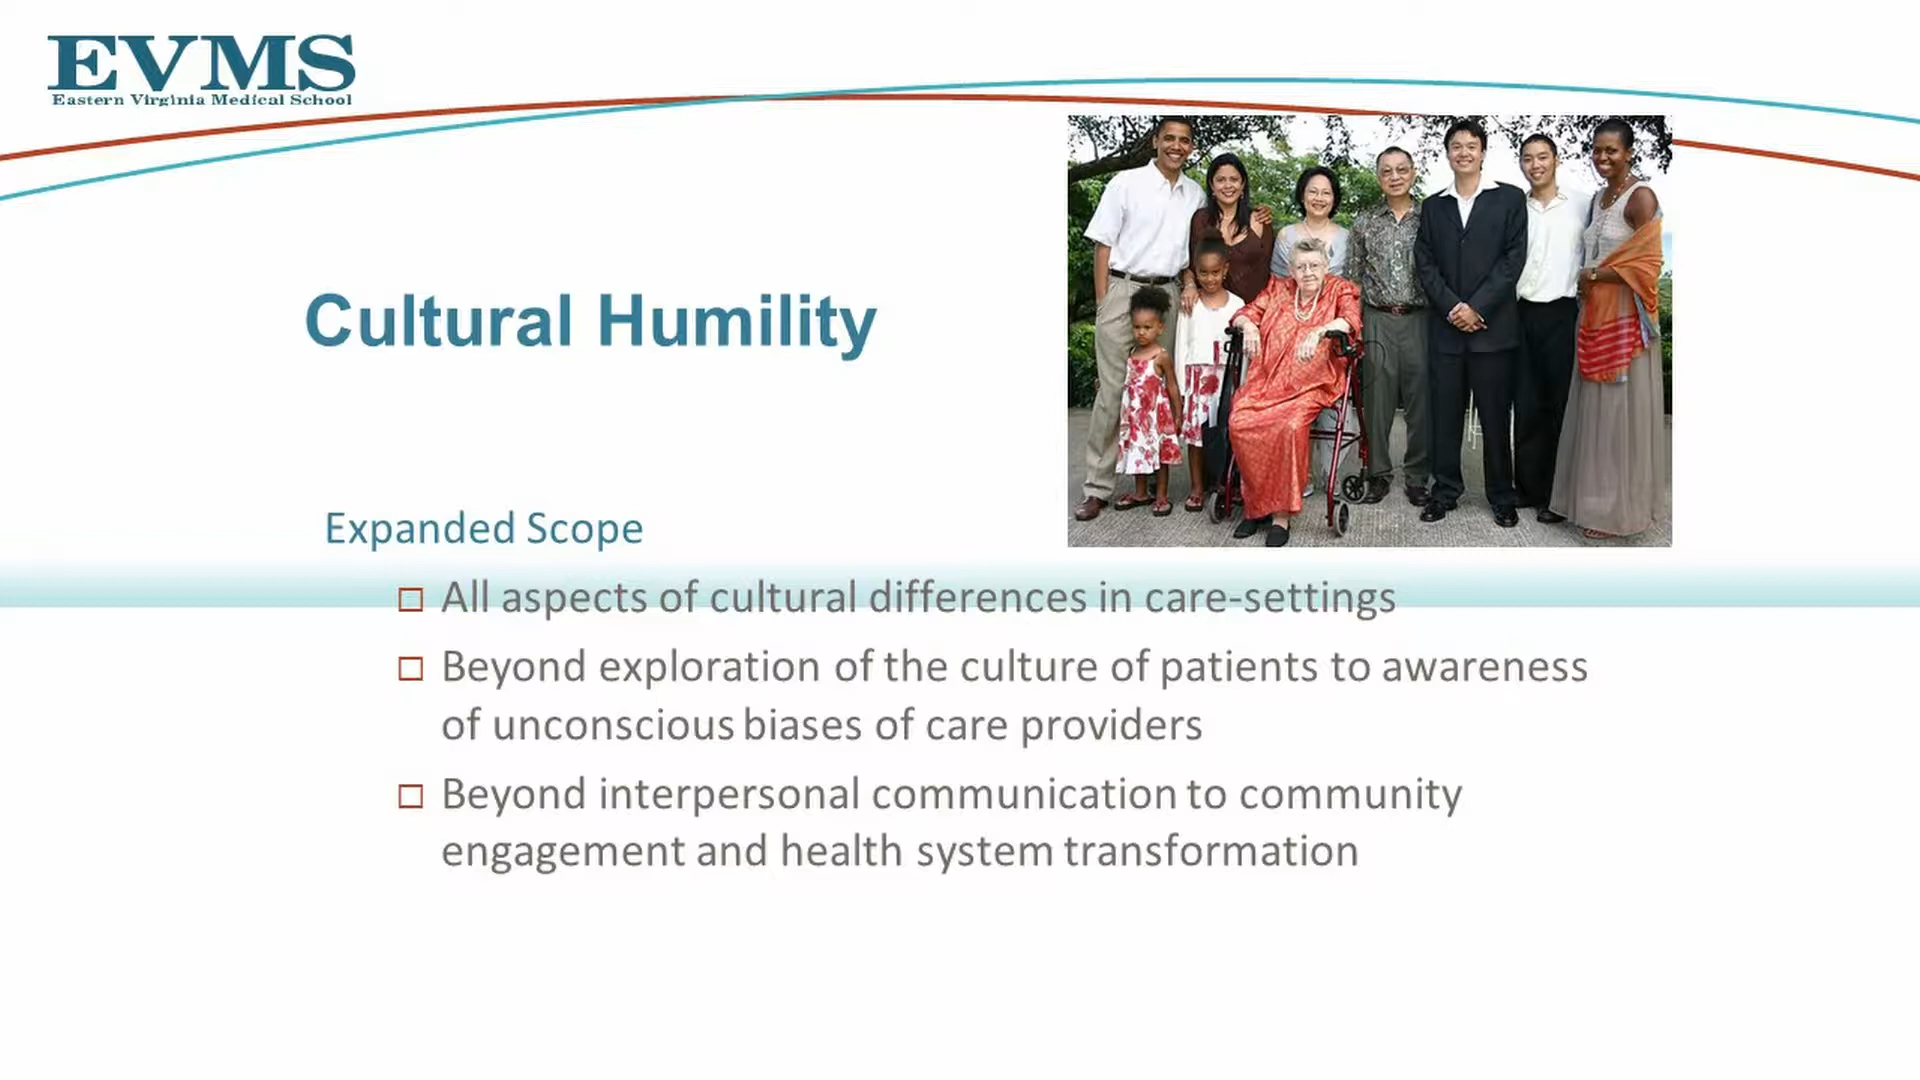 EVMS
Eastern Virginia Medical School
Cultural Humility
Expanded Scope
All aspects of cultural differences in care-settings
Beyond exploration of the culture of patients to awareness
of unconscious biases of care providers
Beyond interpersonal communication to community
engagement and health system transformation